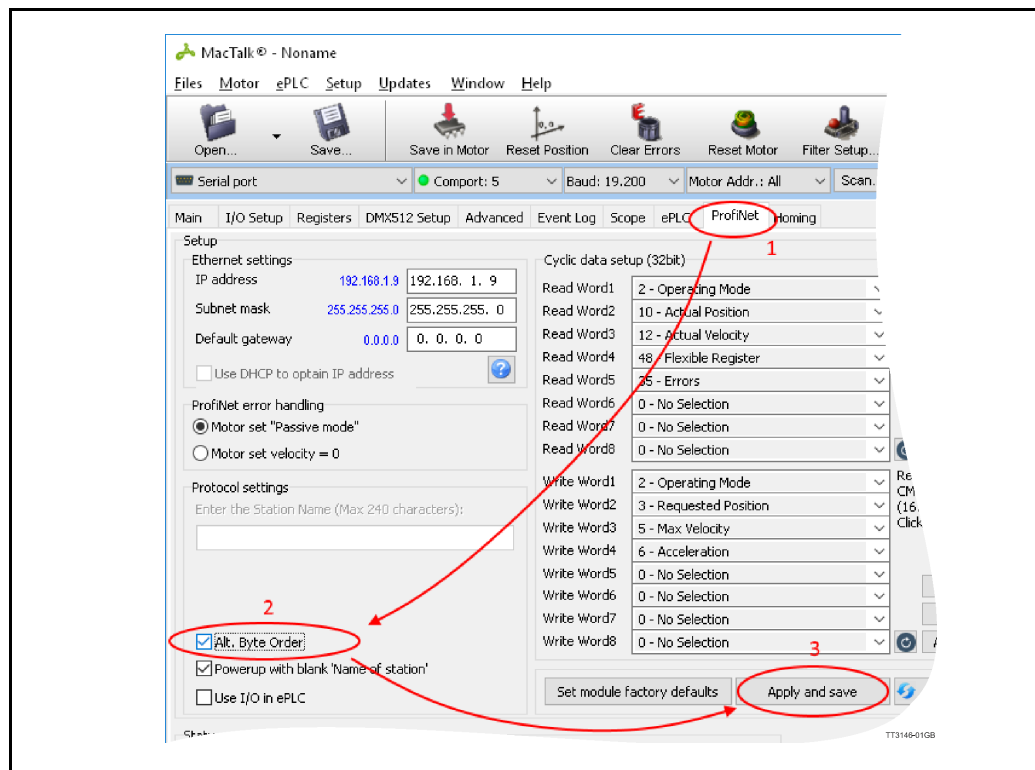 MacTalk® - Noname
Files Motor ePLC Setup Updates Window Help
Open... Save... Save in Motor Reset Position Clear Errors Reset Motor Filter Setup...
Serial port Comport: 5 Baud: 19.200 Motor Addr.: All Scan.
Main I/O Setup Registers DMX512 Setup Advanced Event Log Scope ePLC ProfiNet Homing
1
Setup
Ethernet settings
IP address 192.168.1.9 192.168. 1. 9
Subnet mask 255.255.255.0 255.255.255. 0
Default gateway 0.0.0.0 0. 0. 0. 0
Use DHCP to optain IP address ?
ProfiNet error handling
Motor set "Passive mode"
Motor set velocity = 0
Protocol settings
Enter the Station Name (Max 240 characters):
2
Alt. Byte Order
Powerup with blank 'Name of station'
Use I/O in ePLC
Cyclic data setup (32bit)
Read Word1 2 - Operating Mode
Read Word2 10 - Actual Position
Read Word3 12 - Actual Velocity
Read Word4 48 - Flexible Register
Read Word5 35 - Errors
Read Word6 0 - No Selection
Read Word7 0 - No Selection
Read Word8 0 - No Selection
Write Word1 2 - Operating Mode
Write Word2 3 - Requested Position
Write Word3 5 - Max Velocity
Write Word4 6 - Acceleration
Write Word5 0 - No Selection
Write Word6 0 - No Selection
Write Word7 0 - No Selection
Write Word8 0 - No Selection
Re
CM
(16.
Click
3
Set module factory defaults Apply and save
TT3146-01GB